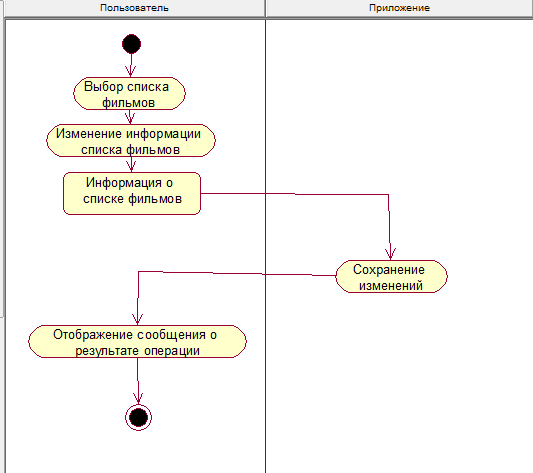 Пользователь
Приложение
Выбор списка
фильмов
Изменение информации
списка фильмов
Информация о
списке фильмов
Сохранение
изменений
Отображение сообщения о
результате операции